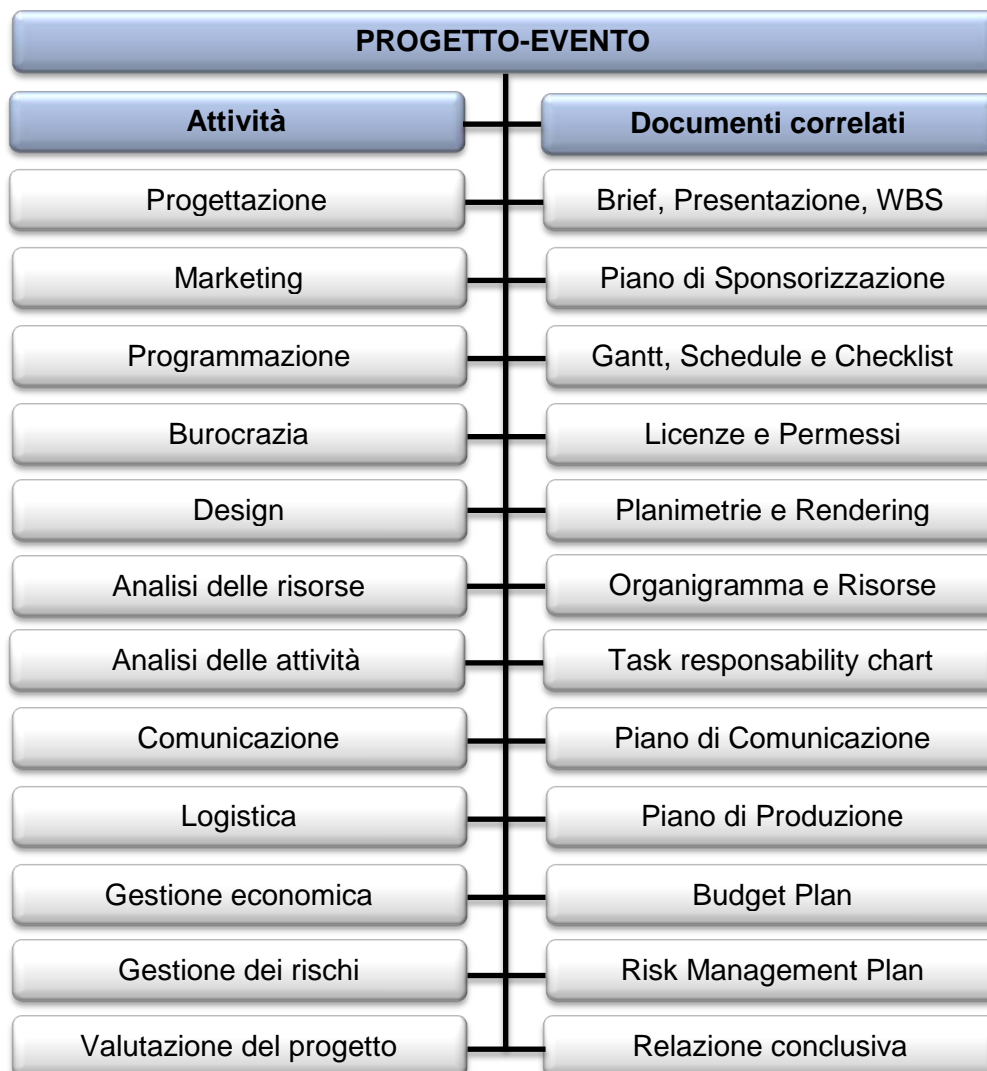 PROGETTO-EVENTO
Attività
Documenti correlati
Progettazione
Brief, Presentazione, WBS
Marketing
Piano di Sponsorizzazione
Programmazione
Gantt, Schedule e Checklist
Burocrazia
Licenze e Permessi
Design
Planimetrie e Rendering
Analisi delle risorse
Organigramma e Risorse
Analisi delle attività
Task responsability chart
Comunicazione
Piano di Comunicazione
Logistica
Piano di Produzione
Gestione economica
Budget Plan
Gestione dei rischi
Risk Management Plan
Valutazione del progetto
Relazione conclusiva